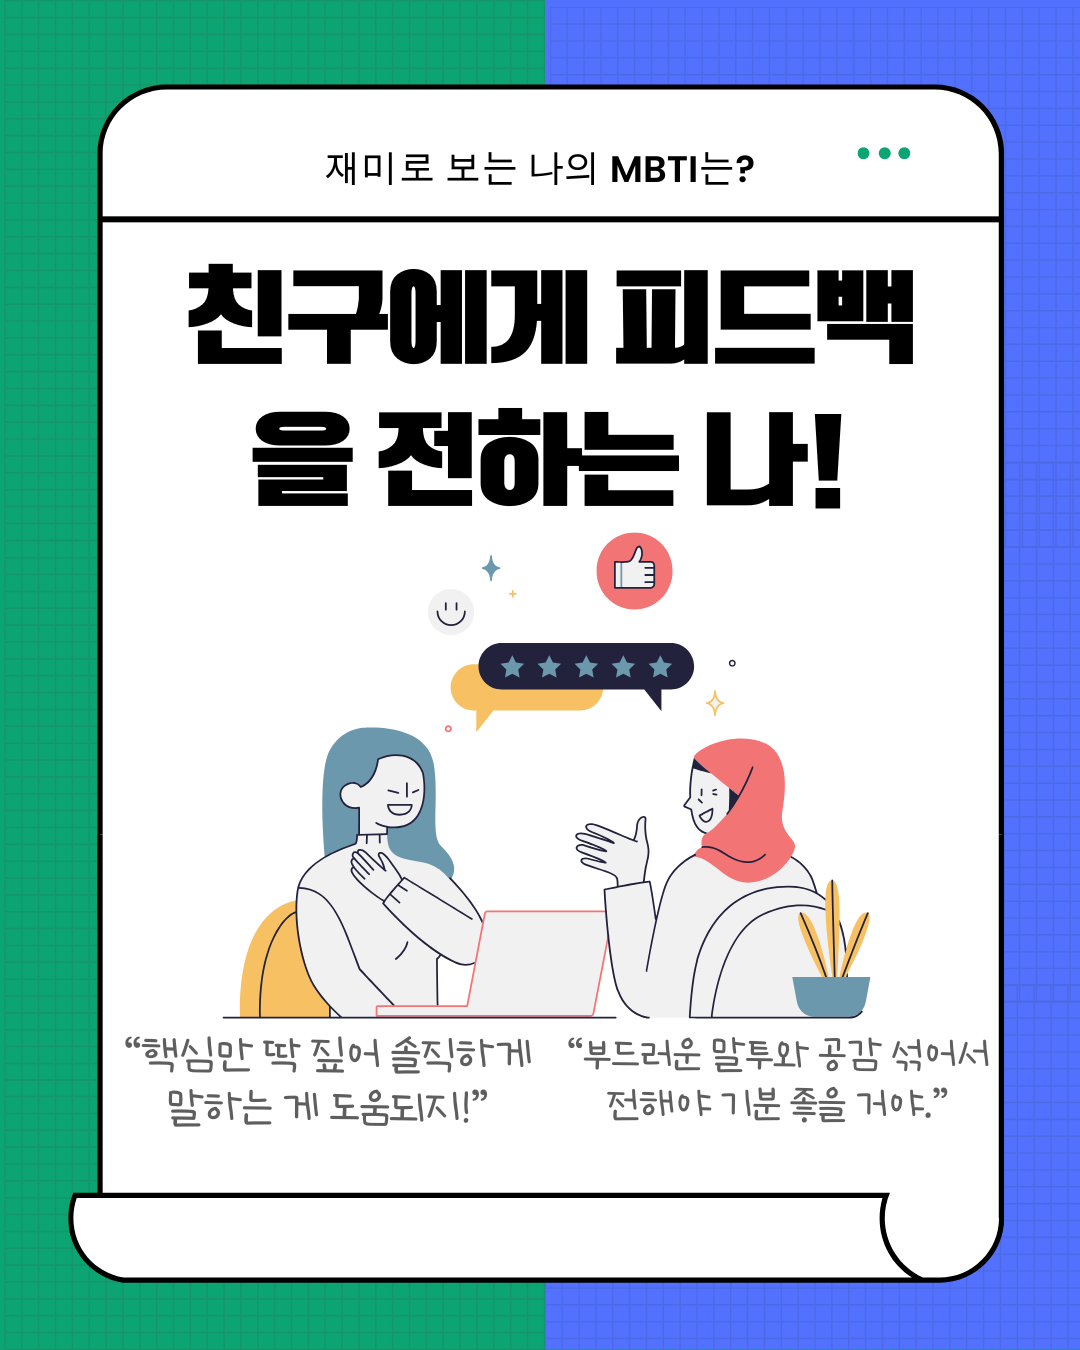 재미로 보는 나의 MBTI는?
친구에게 피드백
을 전하는 나!
“핵심만 딱 짚어 솔직하게
말하는 게 도움되지!”
“부드러운 말투와 공감 섞어서
전해야 기분 좋을 거야.”